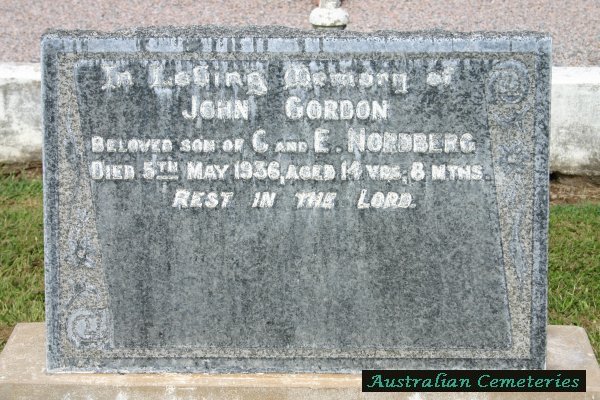 In Loving Memory of
JOHN GORDON
BELOVED SON OF C AND E. NORDBERG
DIED 5TH MAY 1936, AGED 14 YRS, 8 MTHS.
REST IN THE LORD.
Australian Cemeteries